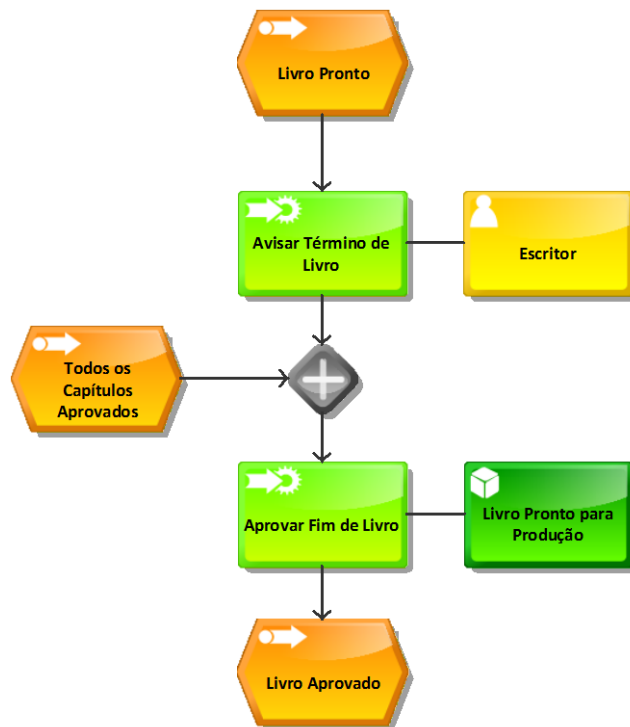 Livro Pronto
Avisar Término de
Livro
Escritor
Todos os
Capítulos
Aprovados
Aprovar Fim de Livro
Livro Pronto para
Produção
Livro Aprovado